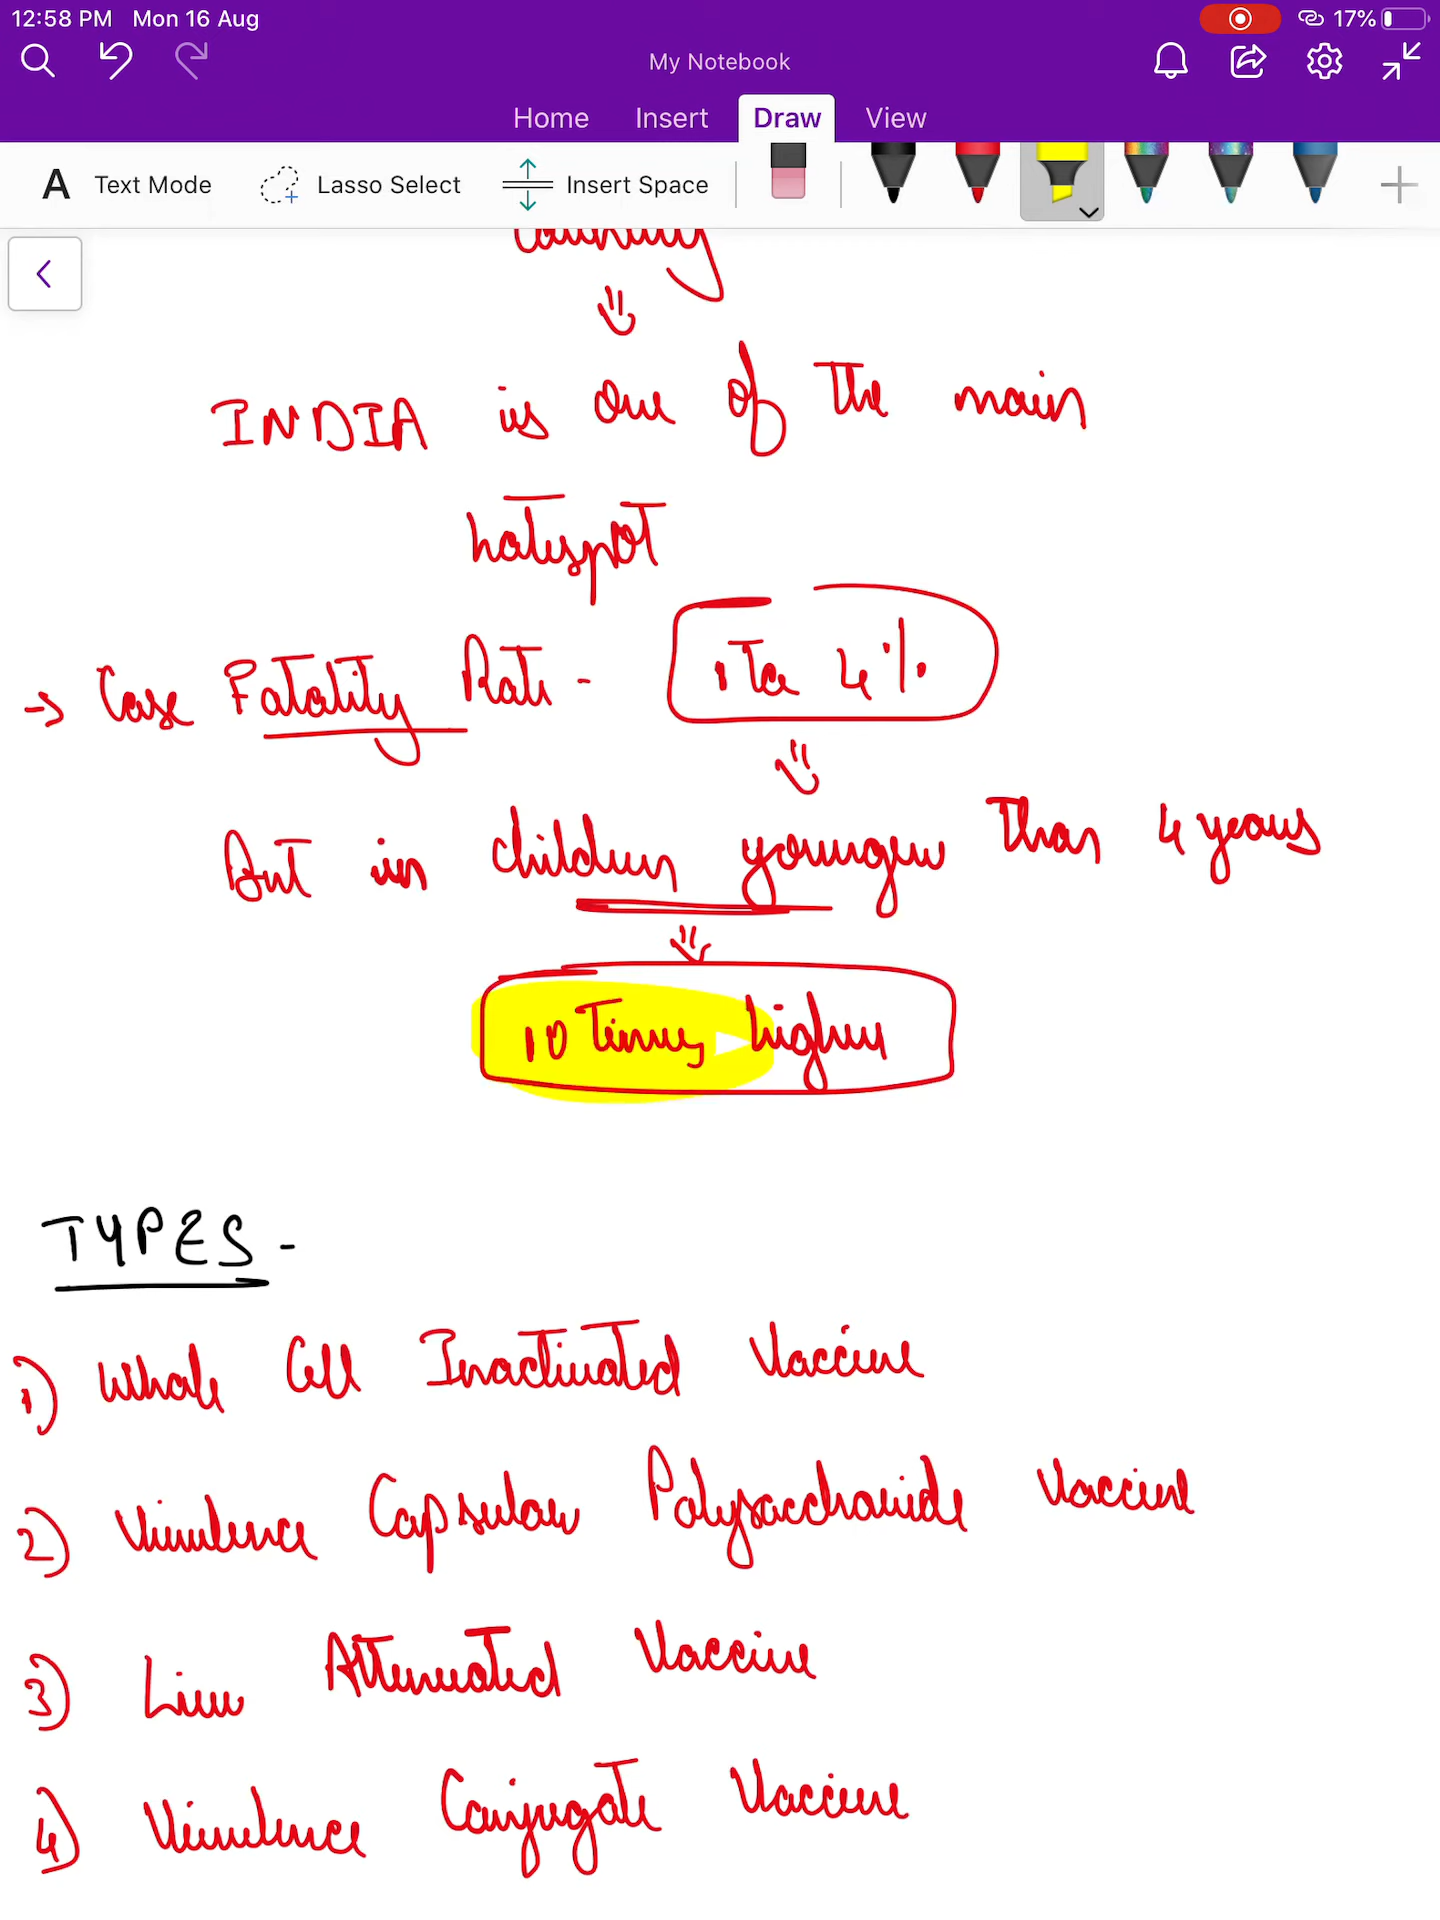 12:58 PM Mon 16 Aug 17%
My Notebook
Home Insert Draw View
A Text Mode Lasso Select Insert Space
Country
INDIA is one of the main
hotspot
→ Case Fatality Rate - 1 to 4%
But in children younger than 4 years
10 Times higher
TYPES -
1) Whole Cell Inactivated Vaccine
2) Virulence Capsular Polysaccharide Vaccine
3) Live Attenuated Vaccine
4) Virulence Conjugate Vaccine